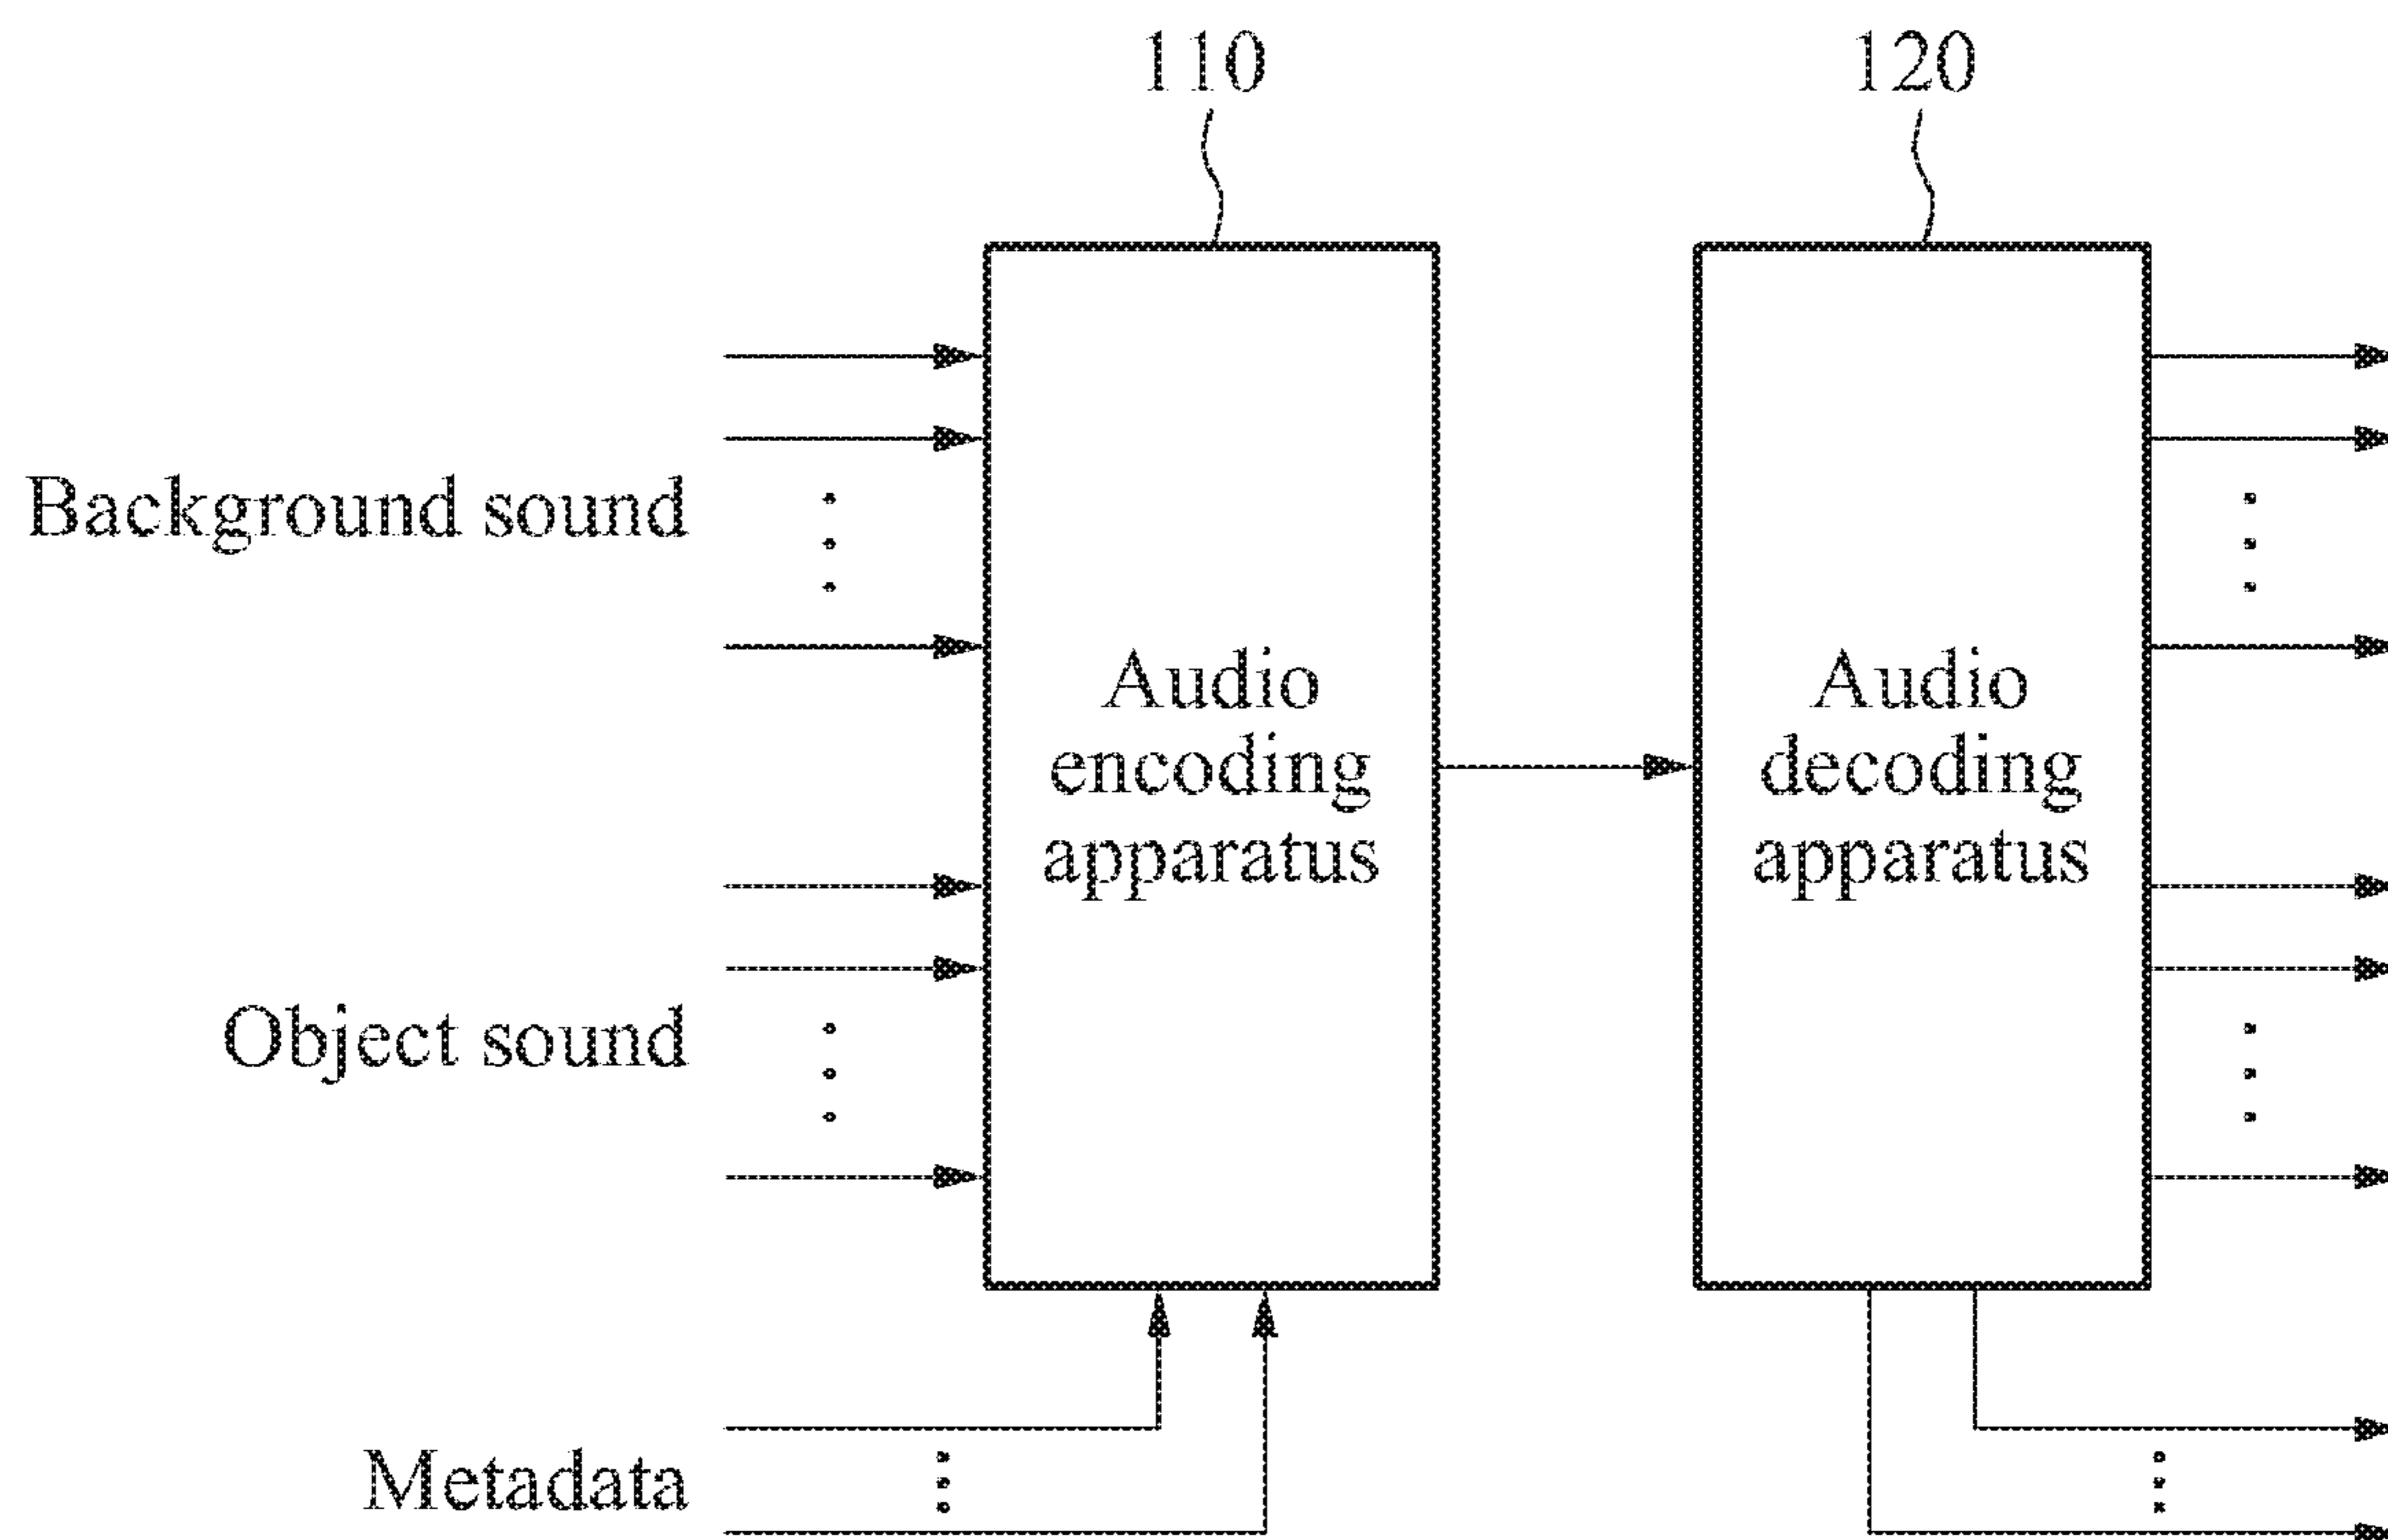 110
120
Background sound
Audio
encoding
apparatus
Audio
decoding
apparatus
Object sound
Metadata